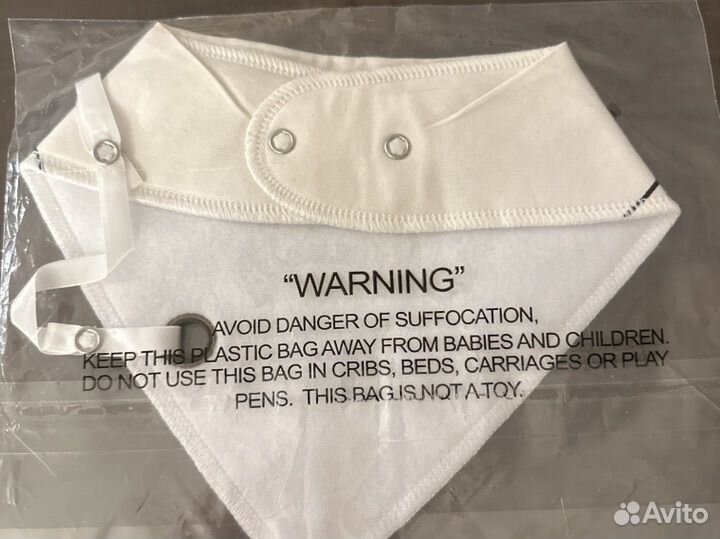 “WARNING”
AVOID DANGER OF SUFFOCATION,
KEEP THIS PLASTIC BAG AWAY FROM BABIES AND CHILDREN.
DO NOT USE THIS BAG IN CRIBS, BEDS, CARRIAGES OR PLAY
PENS. THIS BAG IS NOT A TOY.
Avito